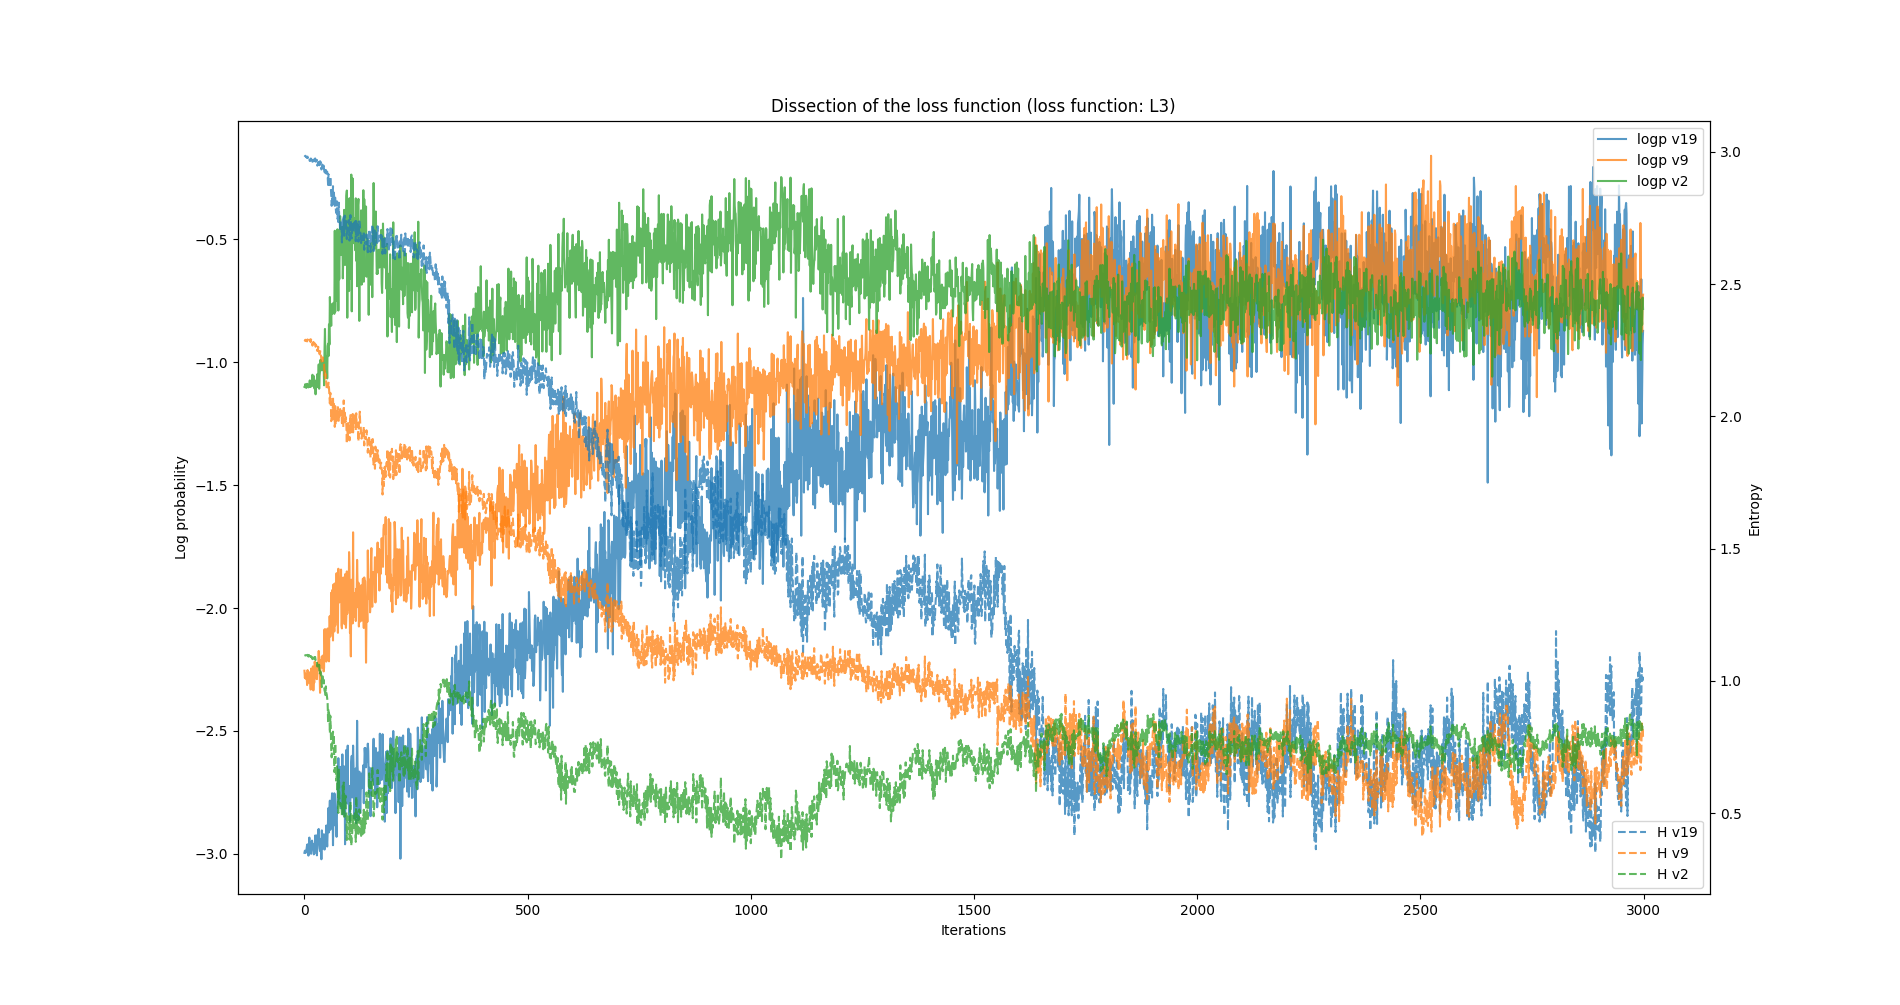 Dissection of the loss function (loss function: L3)
logp v19
logp v9
logp v2
−0.5
−1.0
−1.5
−2.0
−2.5
−3.0
Log probability
3.0
2.5
2.0
1.5
1.0
0.5
Entropy
H v19
H v9
H v2
0
500
1000
1500
2000
2500
3000
Iterations